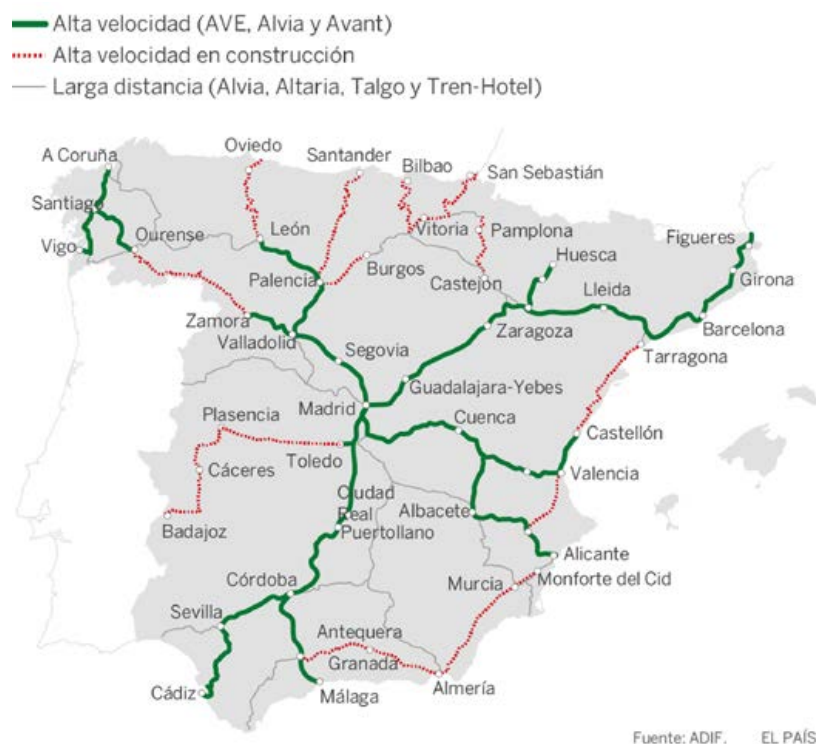 Alta velocidad (AVE, Alvia y Avant)
Alta velocidad en construcción
Larga distancia (Alvia, Altaria, Talgo y Tren-Hotel)
A Coruña
Oviedo
Santander
Bilbao
San Sebastián
Santiago
León
Vitoria
Pamplona
Vigo
Ourense
Palencia
Burgos
Castejón
Huesca
Figueres
Lleida
Girona
Zamora
Valladolid
Zaragoza
Barcelona
Segovia
Tarragona
Guadalajara-Yebes
Madrid
Plasencia
Cuenca
Castellón
Toledo
Cáceres
Valencia
Ciudad
Real
Albacete
Badajoz
Puertollano
Alicante
Córdoba
Murcia
Monforte del Cid
Sevilla
Antequera
Granada
Almería
Cádiz
Málaga
Fuente: ADIF. EL PAÍS